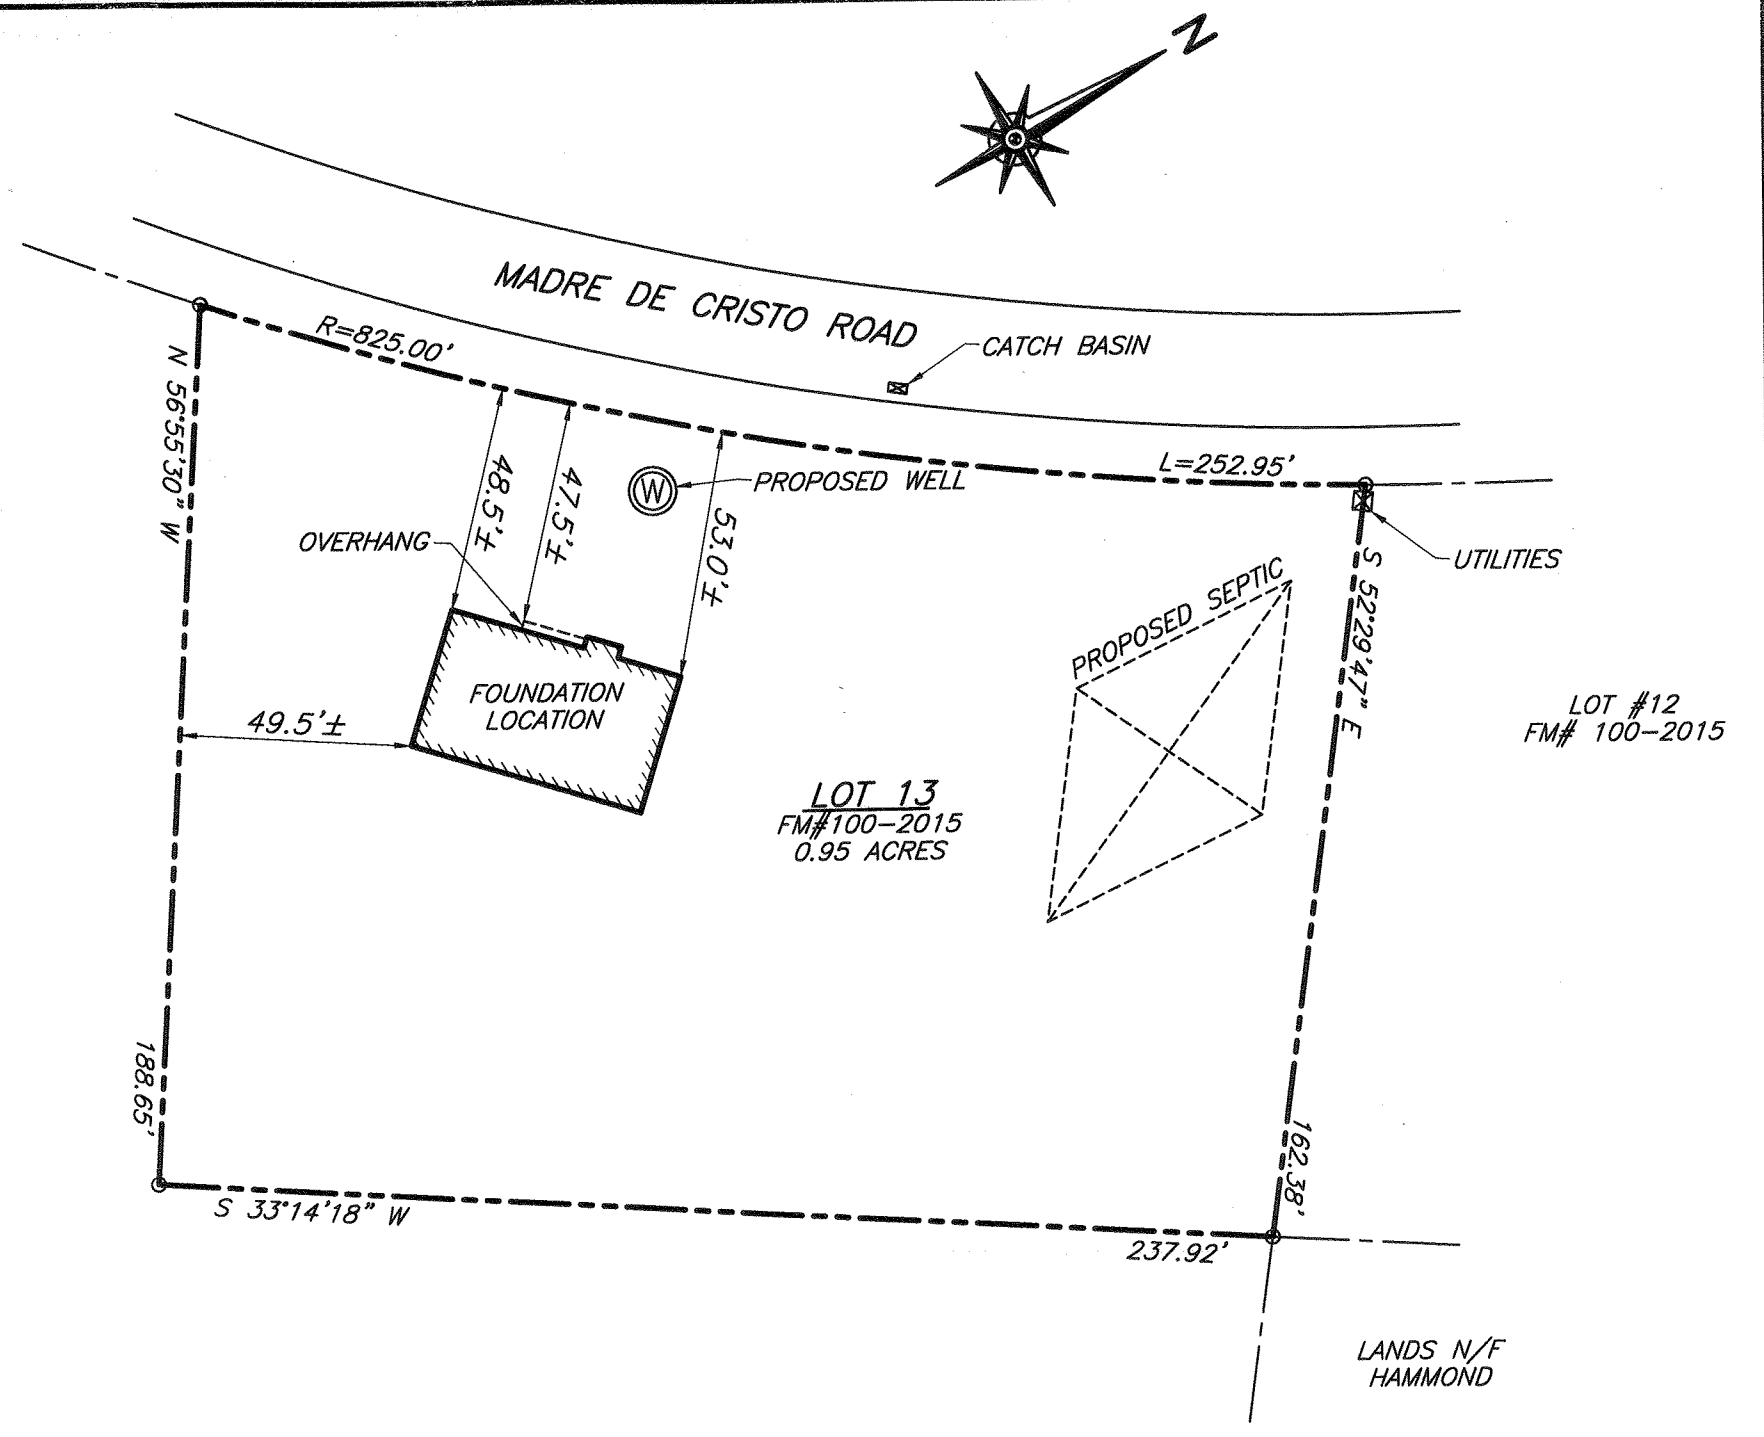 N
MADRE DE CRISTO ROAD
R=825.00'
CATCH BASIN
L=252.95'
N 56°55'30" W
188.65'
48.5'±
47.5'±
53.0'±
W
PROPOSED WELL
OVERHANG
UTILITIES
PROPOSED SEPTIC
S 52°29'47" E
162.38'
FOUNDATION
LOCATION
49.5'±
LOT #12
FM# 100-2015
LOT 13
FM#100-2015
0.95 ACRES
S 33°14'18" W
237.92'
LANDS N/F
HAMMOND